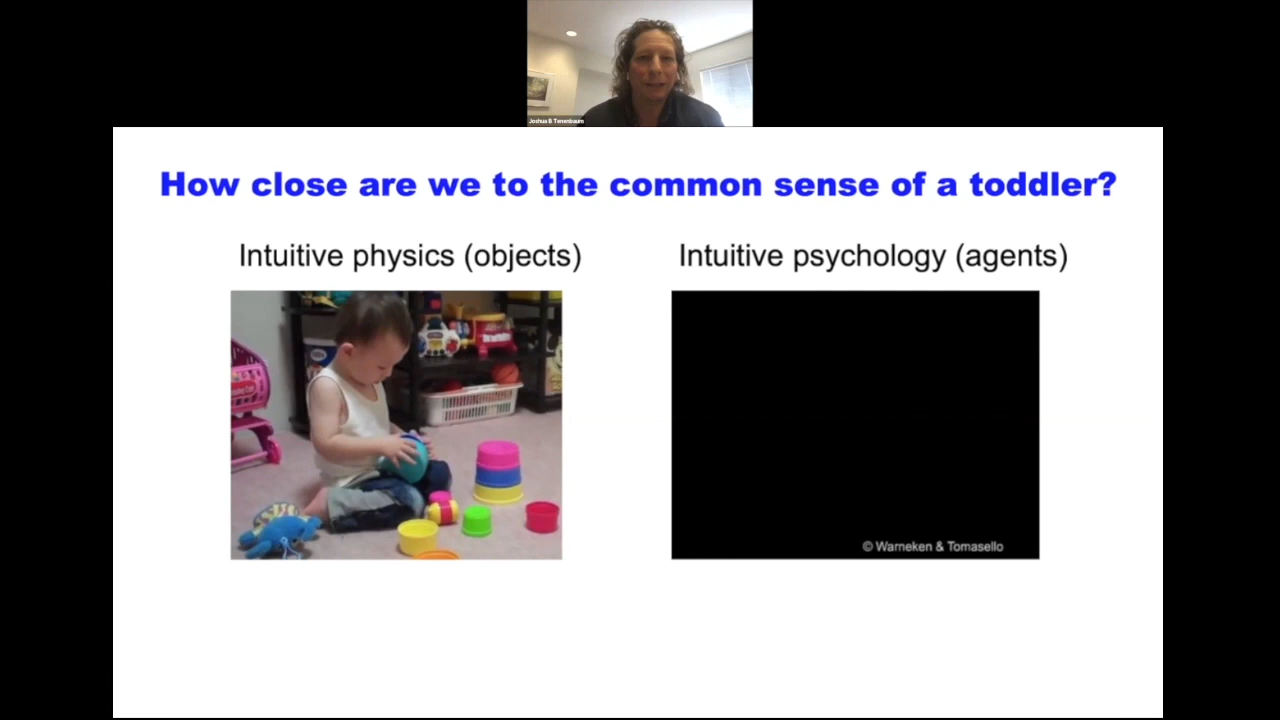 Joshua B Tenenbaum
How close are we to the common sense of a toddler?
Intuitive physics (objects)
Intuitive psychology (agents)
© Warneken & Tomasello